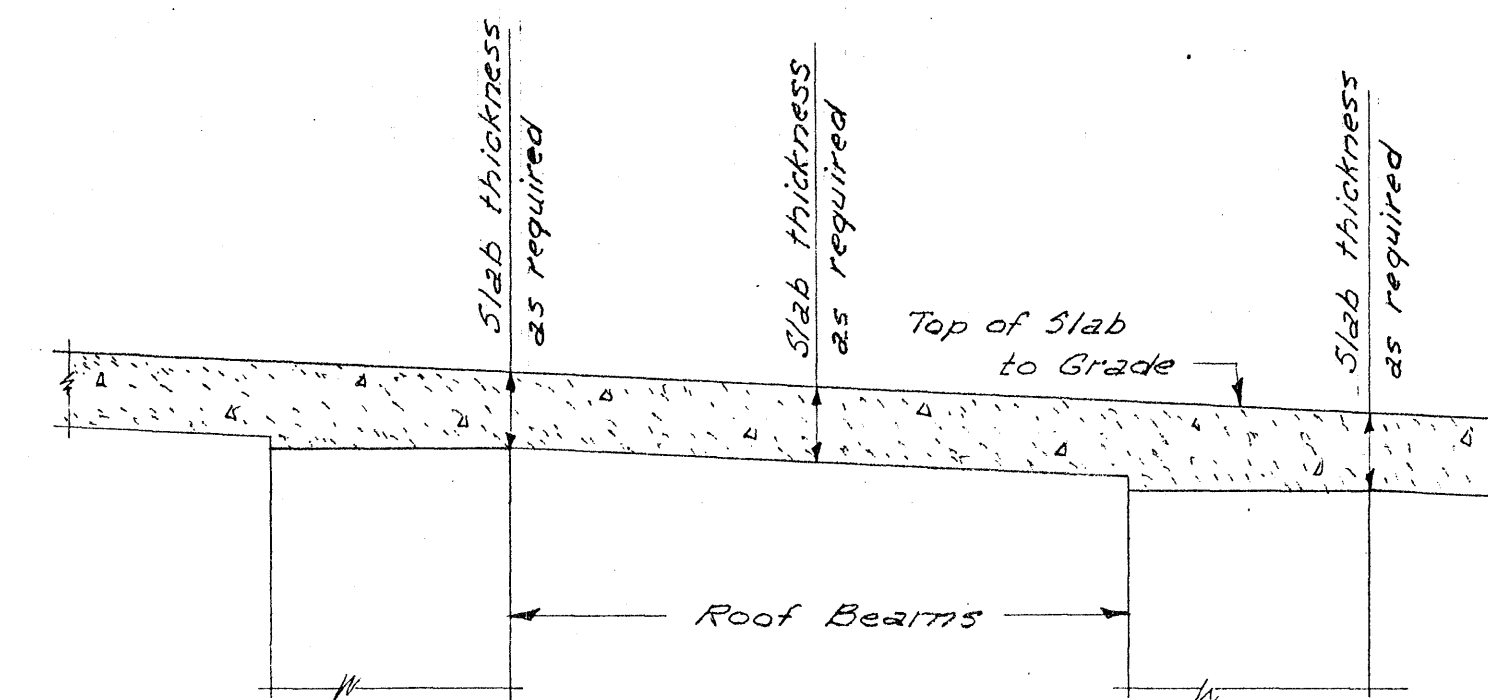 Slab thickness
as required
Slab thickness
as required
Slab thickness
as required
Top of Slab
to Grade
Roof Beams